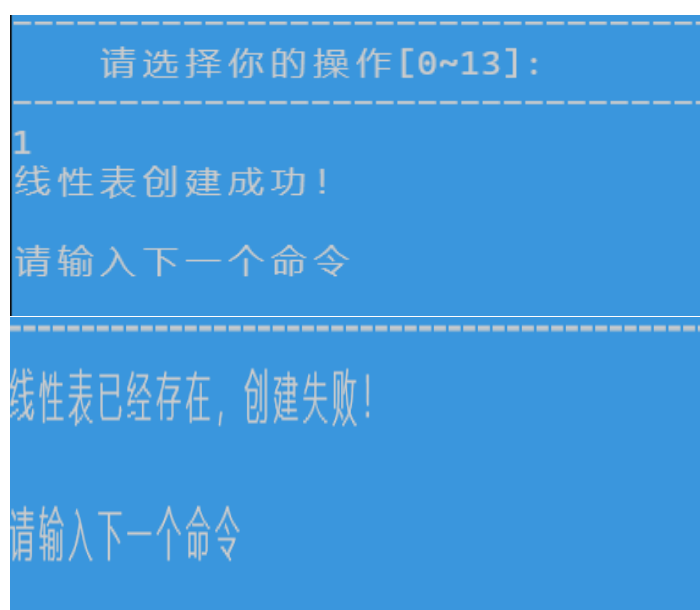 请选择你的操作[0~13]:
1
线性表创建成功!
请输入下一个命令
线性表已经存在,创建失败!
请输入下一个命令